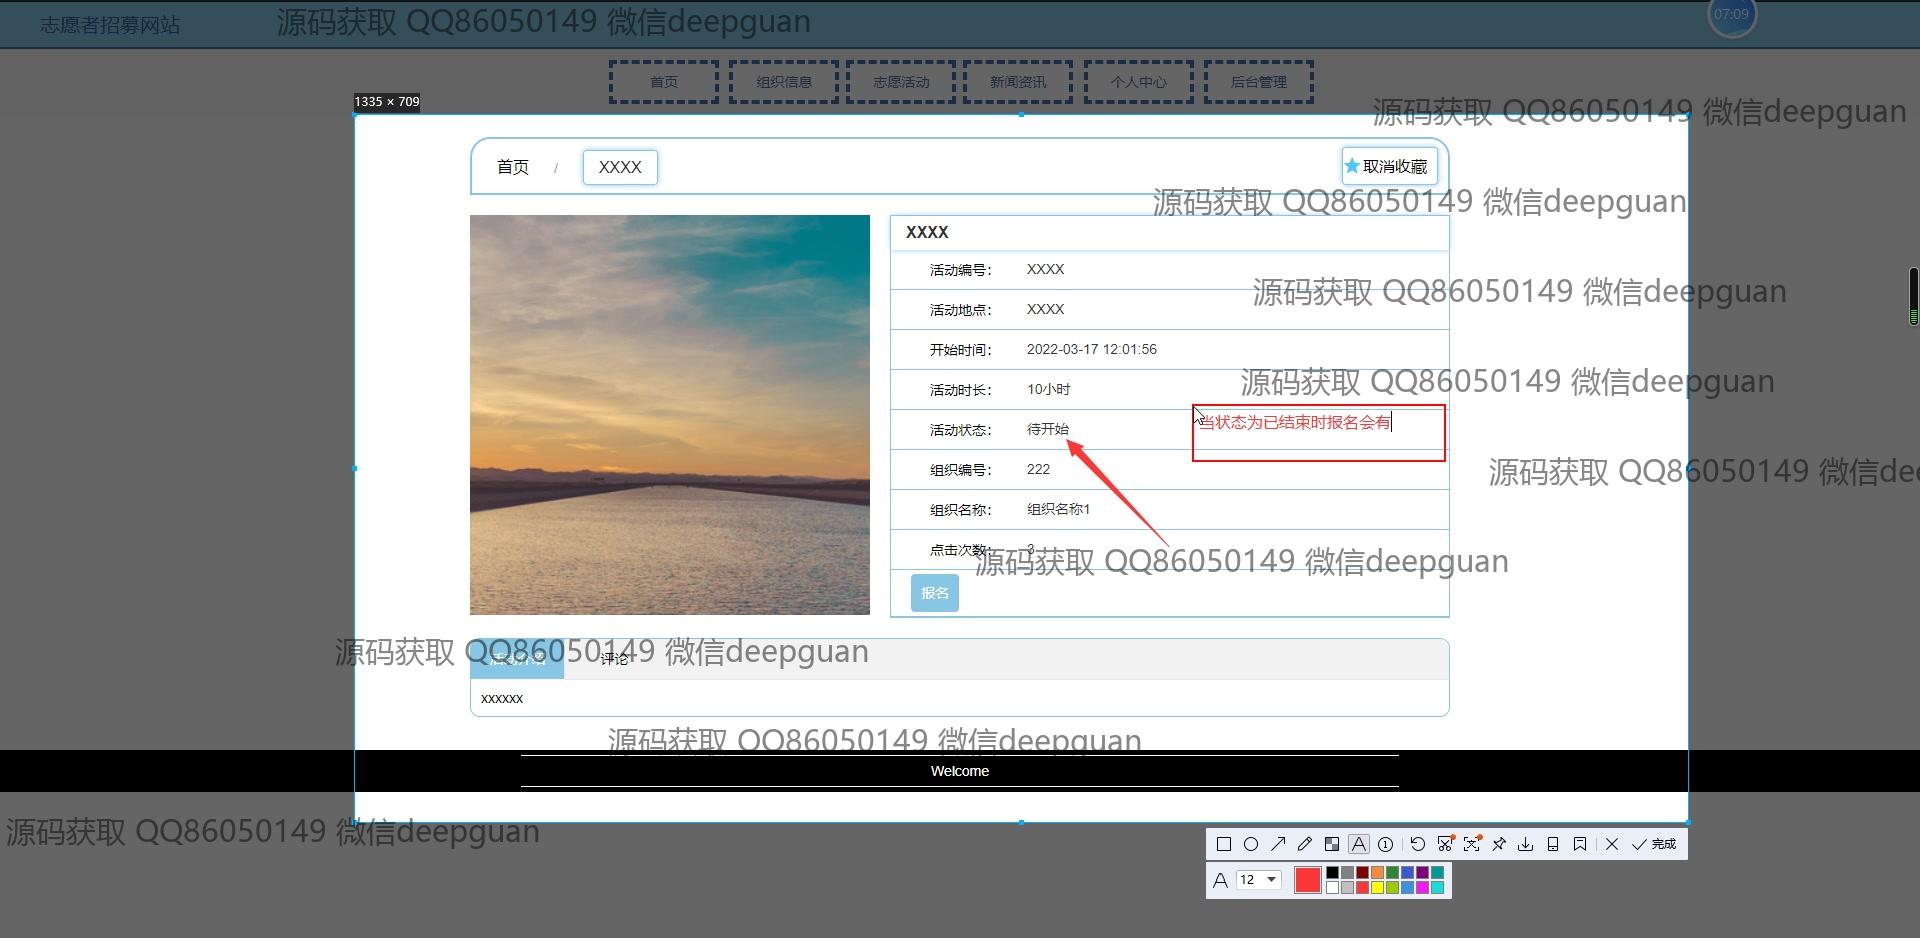 志愿者招募网站
源码获取 QQ86050149 微信deepguan
07:09
首页
组织信息
志愿活动
新闻资讯
个人中心
后台管理
1335 × 709
源码获取 QQ86050149 微信deepguan
首页 / XXXX
取消收藏
源码获取 QQ86050149 微信deepguan
XXXX
活动编号： XXXX
源码获取 QQ86050149 微信deepguan
活动地点： XXXX
开始时间： 2022-03-17 12:01:56
活动时长： 10小时
源码获取 QQ86050149 微信deepguan
活动状态： 待开始
当状态为已结束时报名会有
组织编号： 222
源码获取 QQ86050149 微信dee
组织名称： 组织名称1
点击次数： 3
源码获取 QQ86050149 微信deepguan
报名
源码获取 QQ86050149 微信deepguan
活动介绍
评论
xxxxxx
源码获取 QQ86050149 微信deepguan
Welcome
源码获取 QQ86050149 微信deepguan
完成
A 12